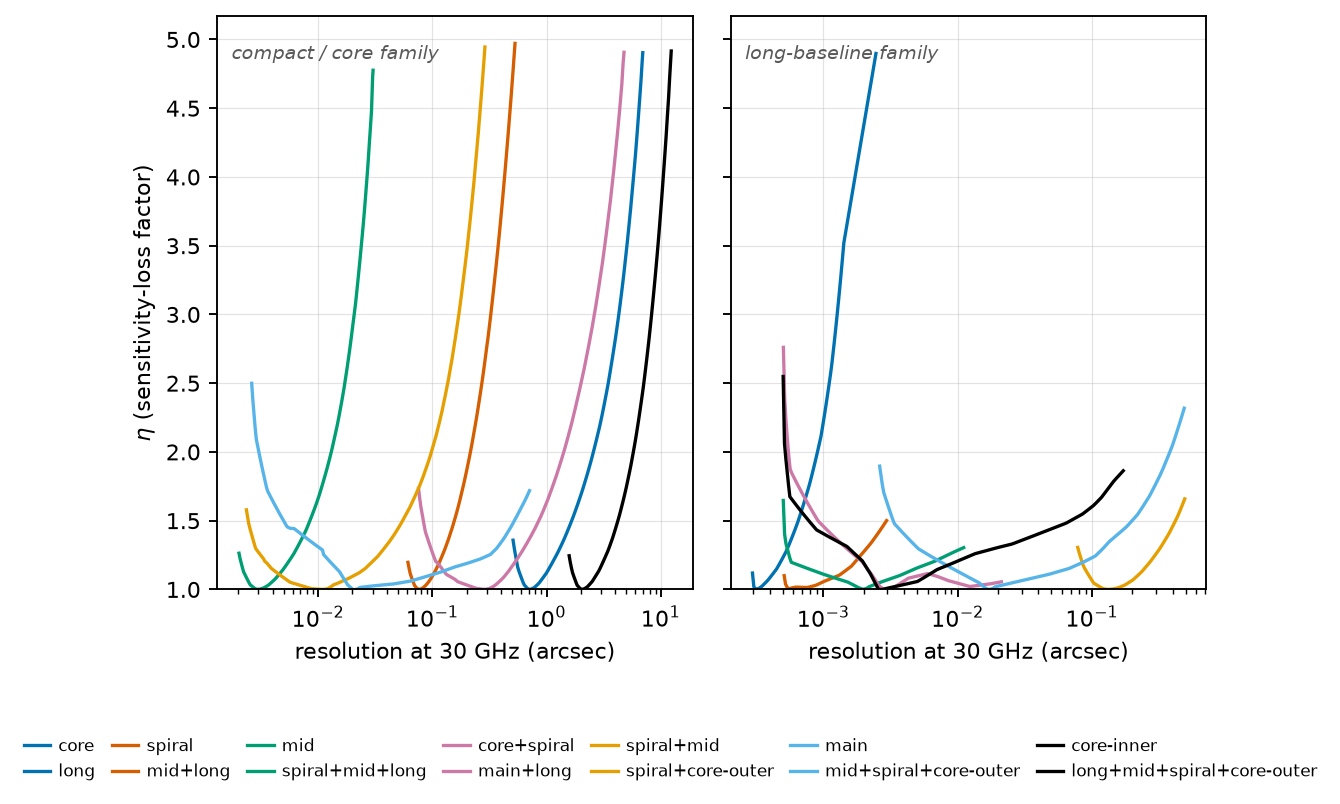 compact / core family
long-baseline family
5.0
4.5
4.0
3.5
3.0
2.5
2.0
1.5
1.0
η (sensitivity-loss factor)
10⁻² 10⁻¹ 10⁰ 10¹
10⁻³ 10⁻² 10⁻¹
resolution at 30 GHz (arcsec)
resolution at 30 GHz (arcsec)
core spiral mid core+spiral spiral+mid main core-inner
long mid+long spiral+mid+long main+long spiral+core-outer mid+spiral+core-outer long+mid+spiral+core-outer